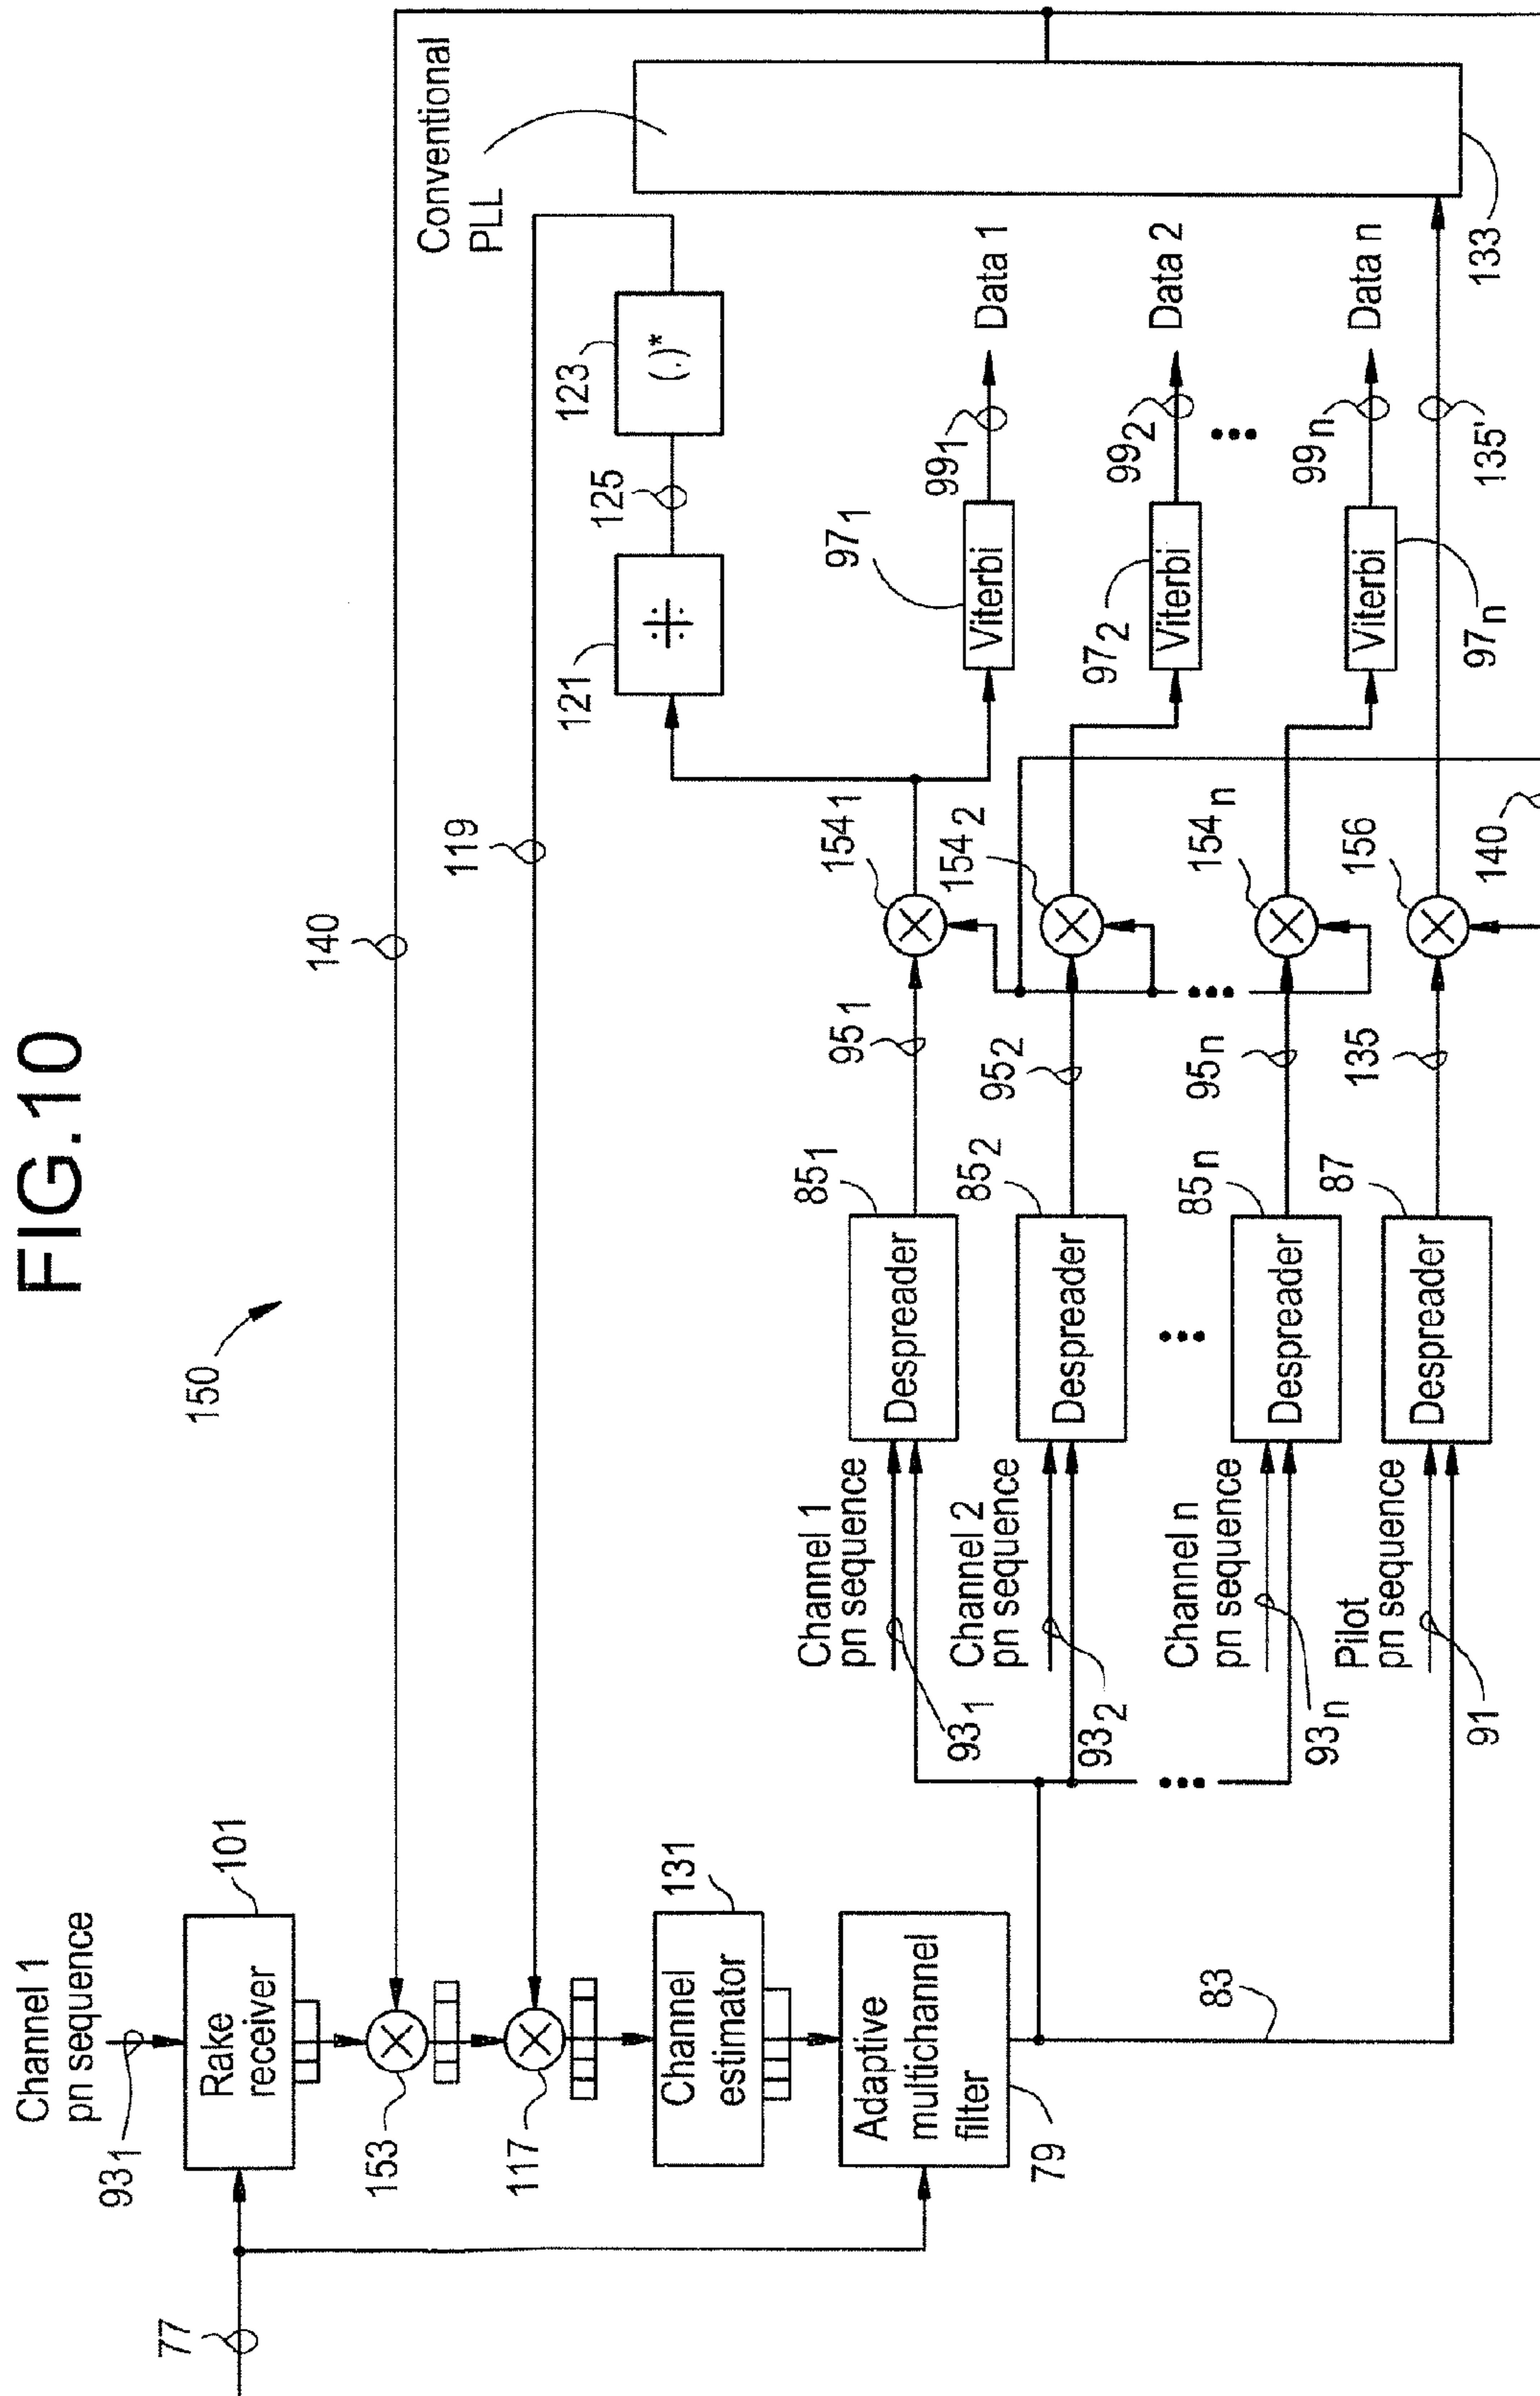 FIG.10
150
Channel 1
pn sequence
93₁
101
Rake
receiver
77
153
140
117
119
131
Channel
estimator
Adaptive
multichannel
filter
79
83
Conventional
PLL
121
÷
125
123
(.)*
Channel 1
pn sequence
93₁
85₁
Despreader
95₁
154₁
97₁
Viterbi
99₁
Data 1
Channel 2
pn sequence
93₂
85₂
Despreader
95₂
154₂
97₂
Viterbi
99₂
Data 2
Channel n
pn sequence
93n
85n
Despreader
95n
154n
97n
Viterbi
99n
Data n
Pilot
pn sequence
91
87
Despreader
135
156
140
135'
133